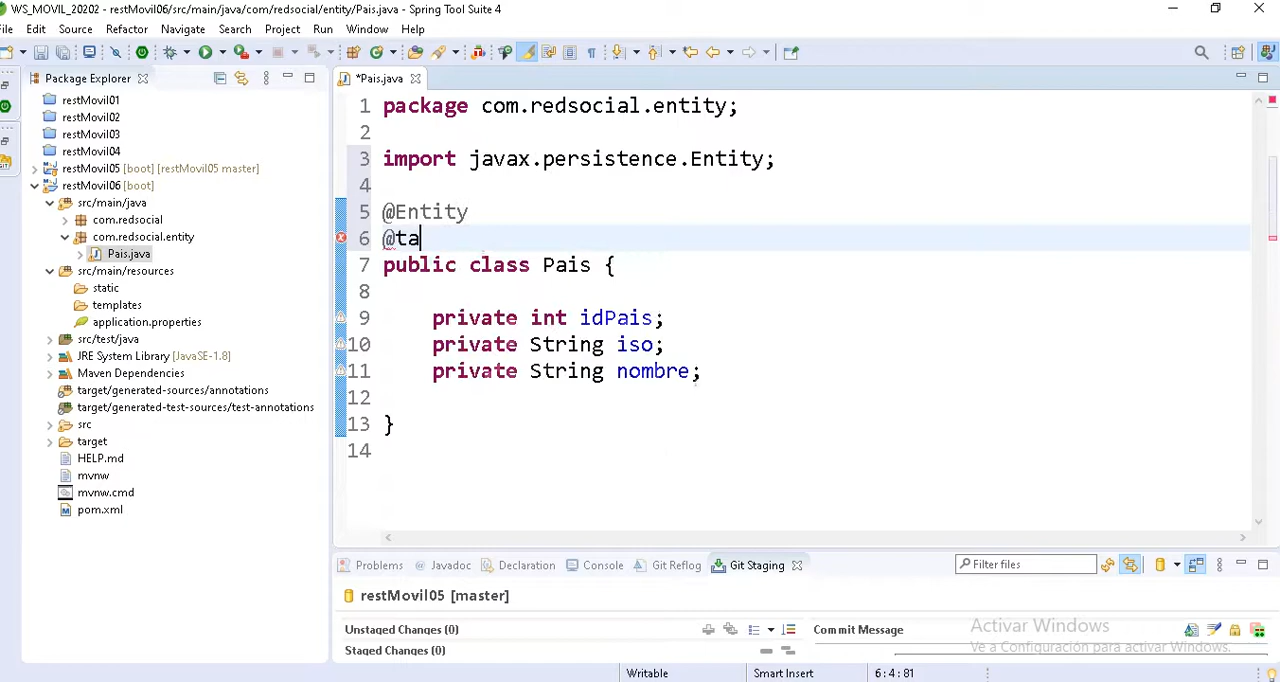 WS_MOVIL_20202 - restMovil06/src/main/java/com/redsocial/entity/Pais.java - Spring Tool Suite 4
File Edit Source Refactor Navigate Search Project Run Window Help
Package Explorer
*Pais.java
restMovil01
restMovil02
restMovil03
restMovil04
restMovil05 [boot] [restMovil05 master]
restMovil06 [boot]
src/main/java
com.redsocial
com.redsocial.entity
Pais.java
src/main/resources
static
templates
application.properties
src/test/java
JRE System Library [JavaSE-1.8]
Maven Dependencies
target/generated-sources/annotations
target/generated-test-sources/test-annotations
src
target
HELP.md
mvnw
mvnw.cmd
pom.xml
1 package com.redsocial.entity;
2
3 import javax.persistence.Entity;
4
5 @Entity
6 @ta
7 public class Pais {
8
9 private int idPais;
10 private String iso;
11 private String nombre;
12
13 }
14
Problems @ Javadoc Declaration Console Git Reflog Git Staging
Filter files
restMovil05 [master]
Unstaged Changes (0)
Staged Changes (0)
Commit Message
Activar Windows
Ve a Configuración para activar Windows.
Writable Smart Insert 6:4:81